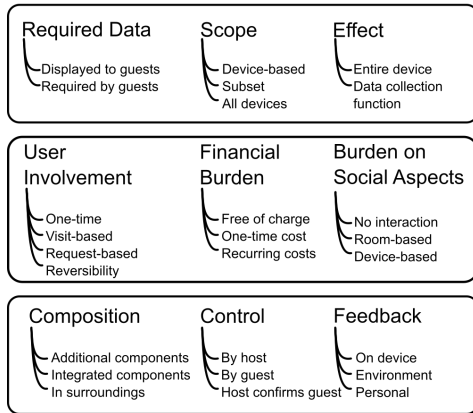 Required Data
Displayed to guests
Required by guests
Scope
Device-based
Subset
All devices
Effect
Entire device
Data collection
function
User
Involvement
One-time
Visit-based
Request-based
Reversibility
Financial
Burden
Free of charge
One-time cost
Recurring costs
Burden on
Social Aspects
No interaction
Room-based
Device-based
Composition
Additional components
Integrated components
In surroundings
Control
By host
By guest
Host confirms guest
Feedback
On device
Environment
Personal